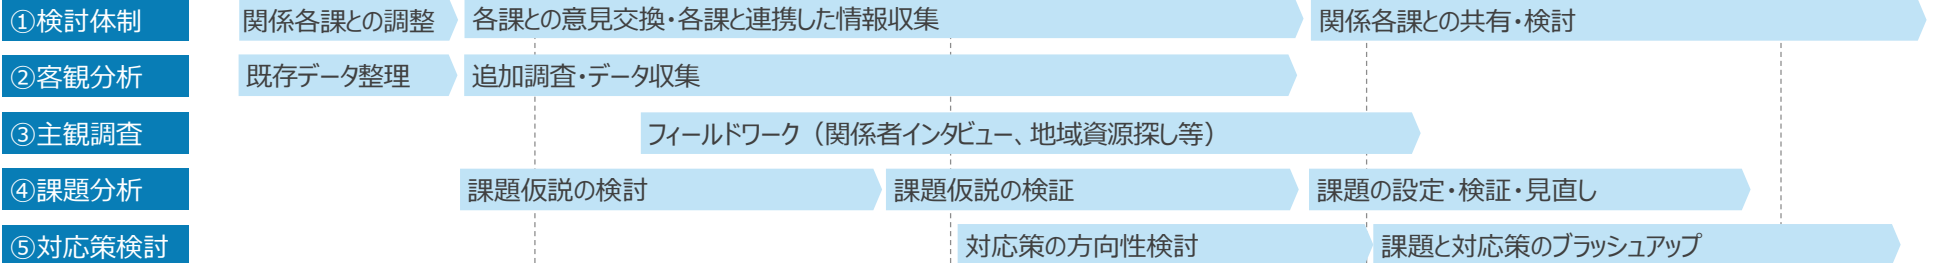 ①検討体制
関係各課との調整
各課との意見交換・各課と連携した情報収集
関係各課との共有・検討
②客観分析
既存データ整理
追加調査・データ収集
③主観調査
フィールドワーク（関係者インタビュー、地域資源探し等）
④課題分析
課題仮説の検討
課題仮説の検証
課題の設定・検証・見直し
⑤対応策検討
対応策の方向性検討
課題と対応策のブラッシュアップ